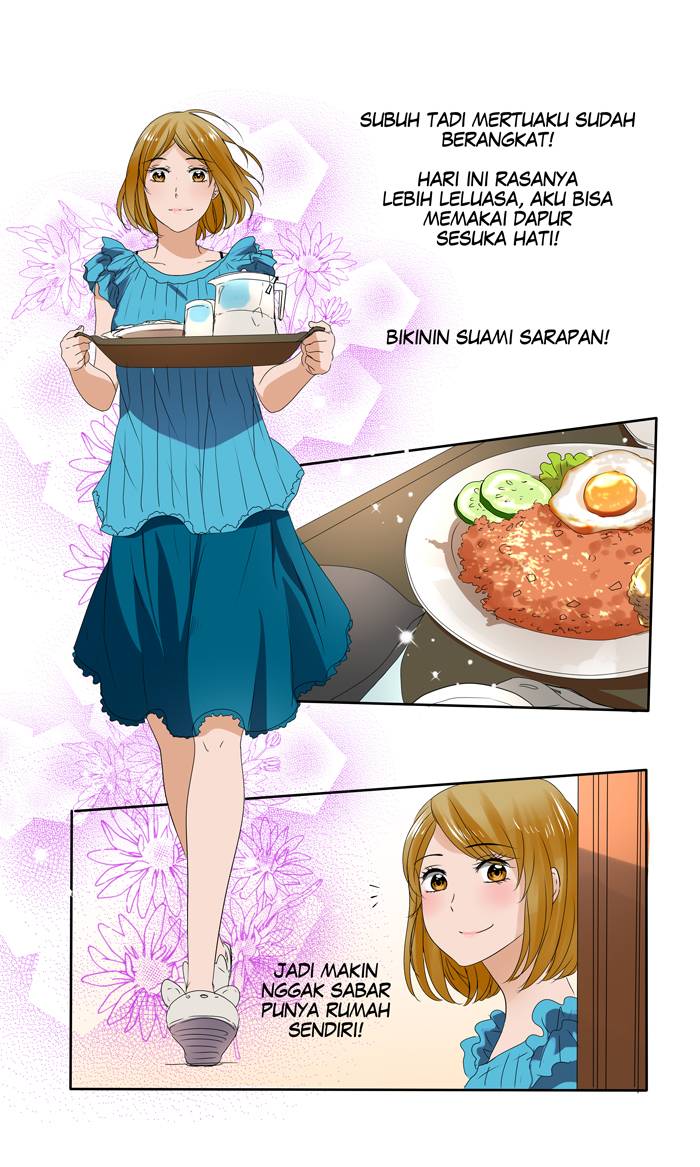 SUBUH TADI MERTUAKU SUDAH
BERANGKAT!
HARI INI RASANYA
LEBIH LELUASA, AKU BISA
MEMAKAI DAPUR
SESUKA HATI!
BIKININ SUAMI SARAPAN!
JADI MAKIN
NGGAK SABAR
PUNYA RUMAH
SENDIRI!